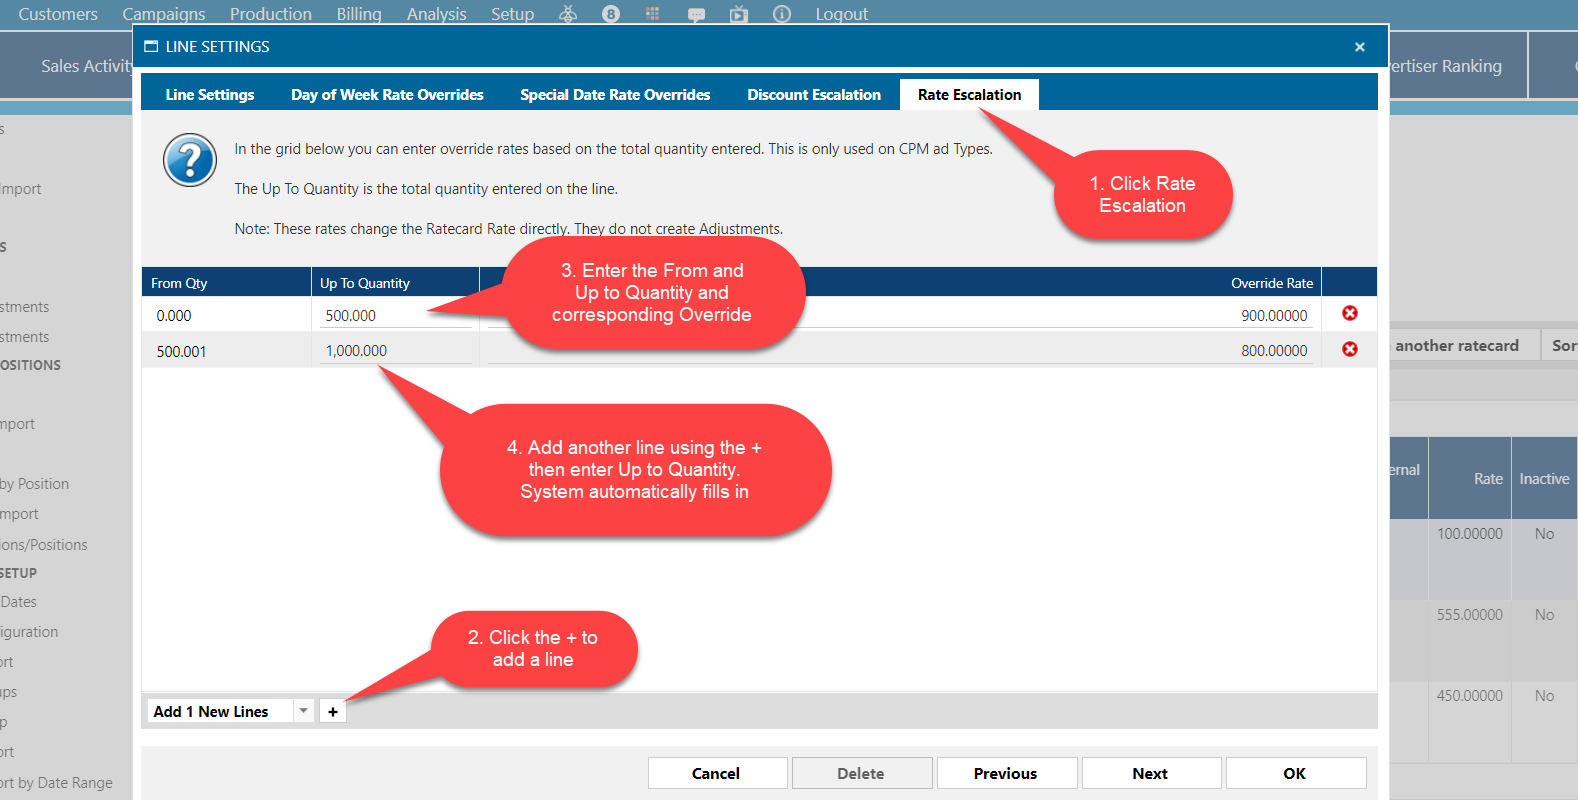 Customers Campaigns Production Billing Analysis Setup 8 Logout
LINE SETTINGS
Sales Activity
ertiser Ranking
Line Settings Day of Week Rate Overrides Special Date Rate Overrides Discount Escalation Rate Escalation
In the grid below you can enter override rates based on the total quantity entered. This is only used on CPM ad Types.
The Up To Quantity is the total quantity entered on the line.
Note: These rates change the Ratecard Rate directly. They do not create Adjustments.
1. Click Rate
Escalation
From Qty Up To Quantity Override Rate
0.000 500.000 900.00000
500.001 1,000.000 800.00000
3. Enter the From and
Up to Quantity and
corresponding Override
4. Add another line using the +
then enter Up to Quantity.
System automatically fills in
2. Click the + to
add a line
Add 1 New Lines +
Cancel Delete Previous Next OK
s
mport
s
stments
stments
OSITIONS
mport
by Position
mport
ions/Positions
SETUP
Dates
iguration
ort
ups
p
ort
ort by Date Range
another ratecard Sor
ernal Rate Inactive
100.00000 No
555.00000 No
450.00000 No